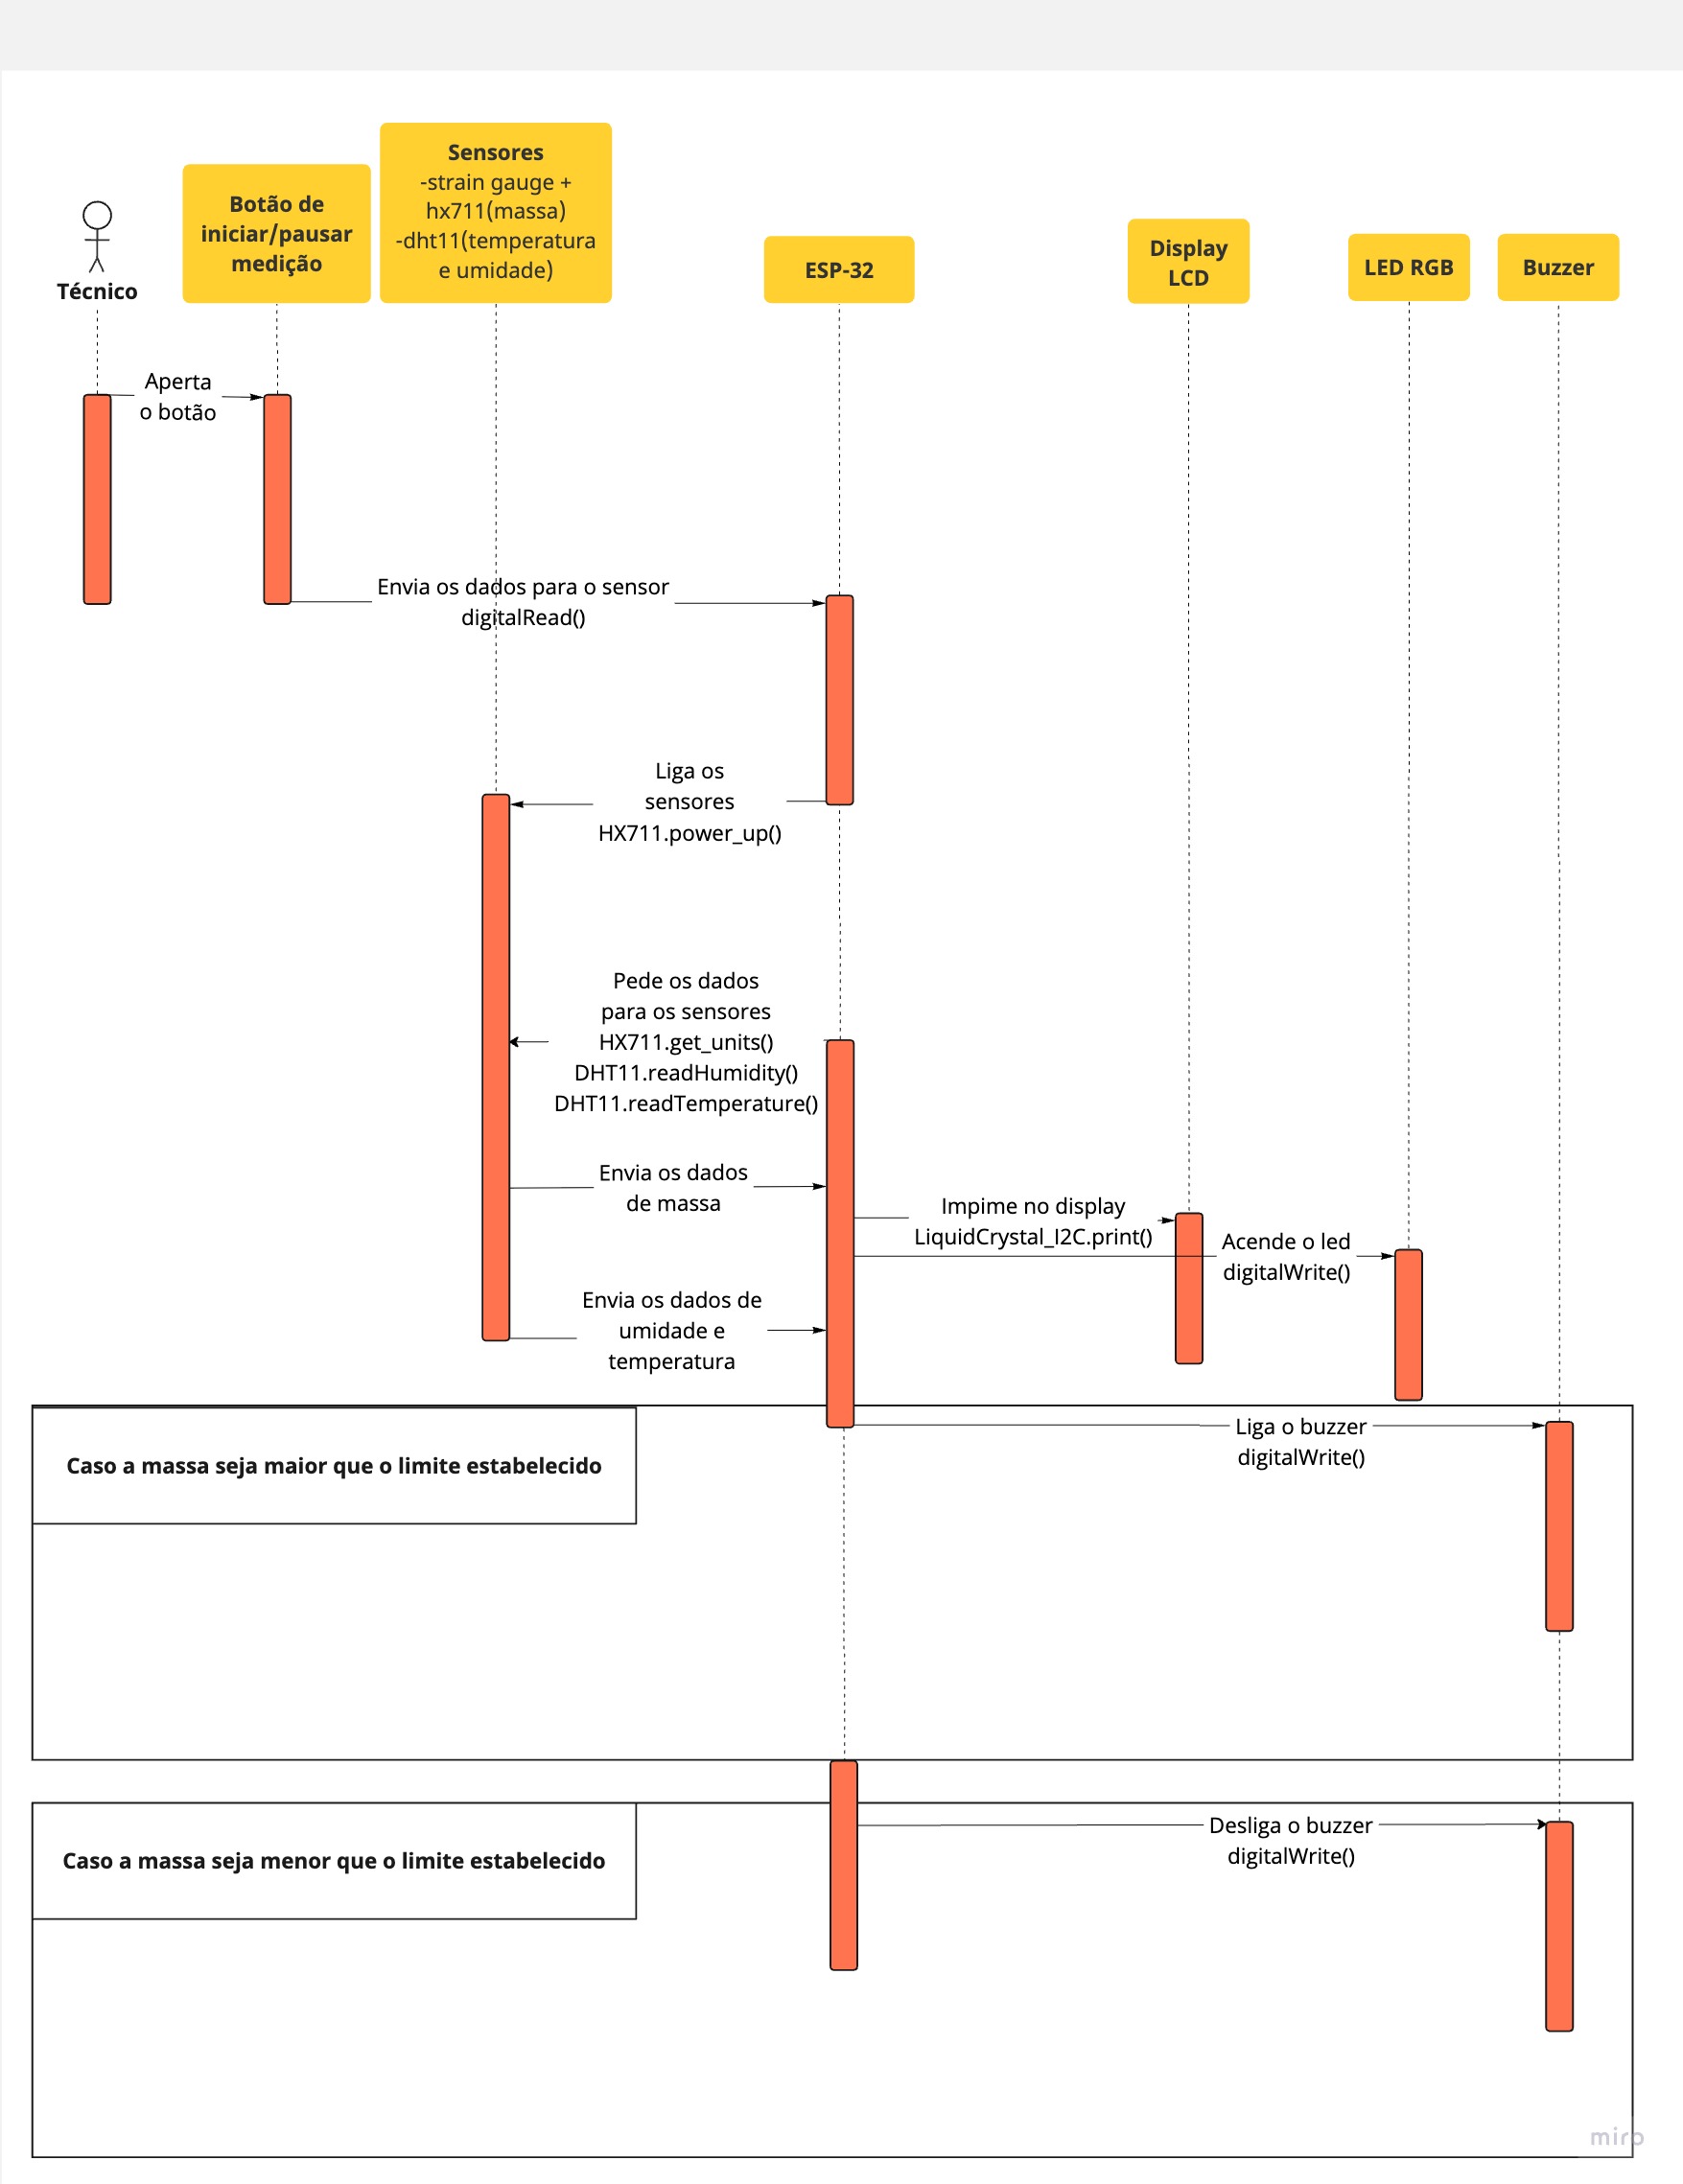 Técnico
Botão de
iniciar/pausar
medição
Sensores
-strain gauge +
hx711(massa)
-dht11(temperatura
e umidade)
ESP-32
Display
LCD
LED RGB
Buzzer
Aperta
o botão
Envia os dados para o sensor
digitalRead()
Liga os
sensores
HX711.power_up()
Pede os dados
para os sensores
HX711.get_units()
DHT11.readHumidity()
DHT11.readTemperature()
Envia os dados
de massa
Impime no display
LiquidCrystal_I2C.print()
Acende o led
digitalWrite()
Envia os dados de
umidade e
temperatura
Caso a massa seja maior que o limite estabelecido
Liga o buzzer
digitalWrite()
Caso a massa seja menor que o limite estabelecido
Desliga o buzzer
digitalWrite()
miro